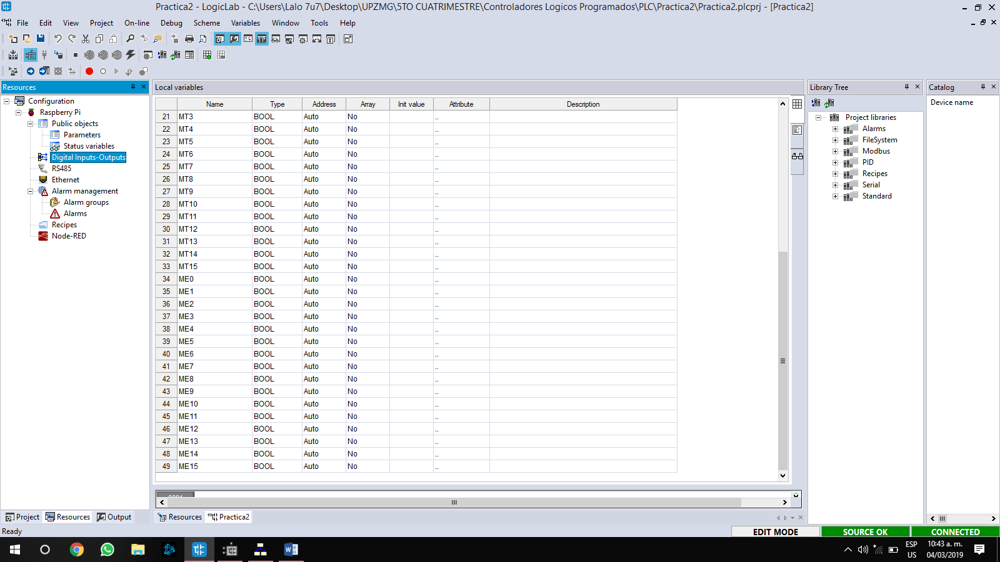 Practica2 - LogicLab - C:\Users\Lalo 7u7\Desktop\UPZMG\5TO CUATRIMESTRE\Controladores Logicos Programados\PLC\Practica2\Practica2.plcprj - [Practica2]
File Edit View Project On-line Debug Scheme Variables Window Tools Help
Resources
Configuration
Raspberry Pi
Public objects
Parameters
Status variables
Digital Inputs-Outputs
RS485
Ethernet
Alarm management
Alarm groups
Alarms
Recipes
Node-RED
Project Resources Output
Local variables
Name Type Address Array Init value Attribute Description
21 MT3 BOOL Auto No ..
22 MT4 BOOL Auto No ..
23 MT5 BOOL Auto No ..
24 MT6 BOOL Auto No ..
25 MT7 BOOL Auto No ..
26 MT8 BOOL Auto No ..
27 MT9 BOOL Auto No ..
28 MT10 BOOL Auto No ..
29 MT11 BOOL Auto No ..
30 MT12 BOOL Auto No ..
31 MT13 BOOL Auto No ..
32 MT14 BOOL Auto No ..
33 MT15 BOOL Auto No ..
34 ME0 BOOL Auto No ..
35 ME1 BOOL Auto No ..
36 ME2 BOOL Auto No ..
37 ME3 BOOL Auto No ..
38 ME4 BOOL Auto No ..
39 ME5 BOOL Auto No ..
40 ME6 BOOL Auto No ..
41 ME7 BOOL Auto No ..
42 ME8 BOOL Auto No ..
43 ME9 BOOL Auto No ..
44 ME10 BOOL Auto No ..
45 ME11 BOOL Auto No ..
46 ME12 BOOL Auto No ..
47 ME13 BOOL Auto No ..
48 ME14 BOOL Auto No ..
49 ME15 BOOL Auto No ..
Resources Practica2
Library Tree
Project libraries
Alarms
FileSystem
Modbus
PID
Recipes
Serial
Standard
Catalog
Device name
Ready
EDIT MODE SOURCE OK CONNECTED
ESP
US
10:43 a. m.
04/03/2019